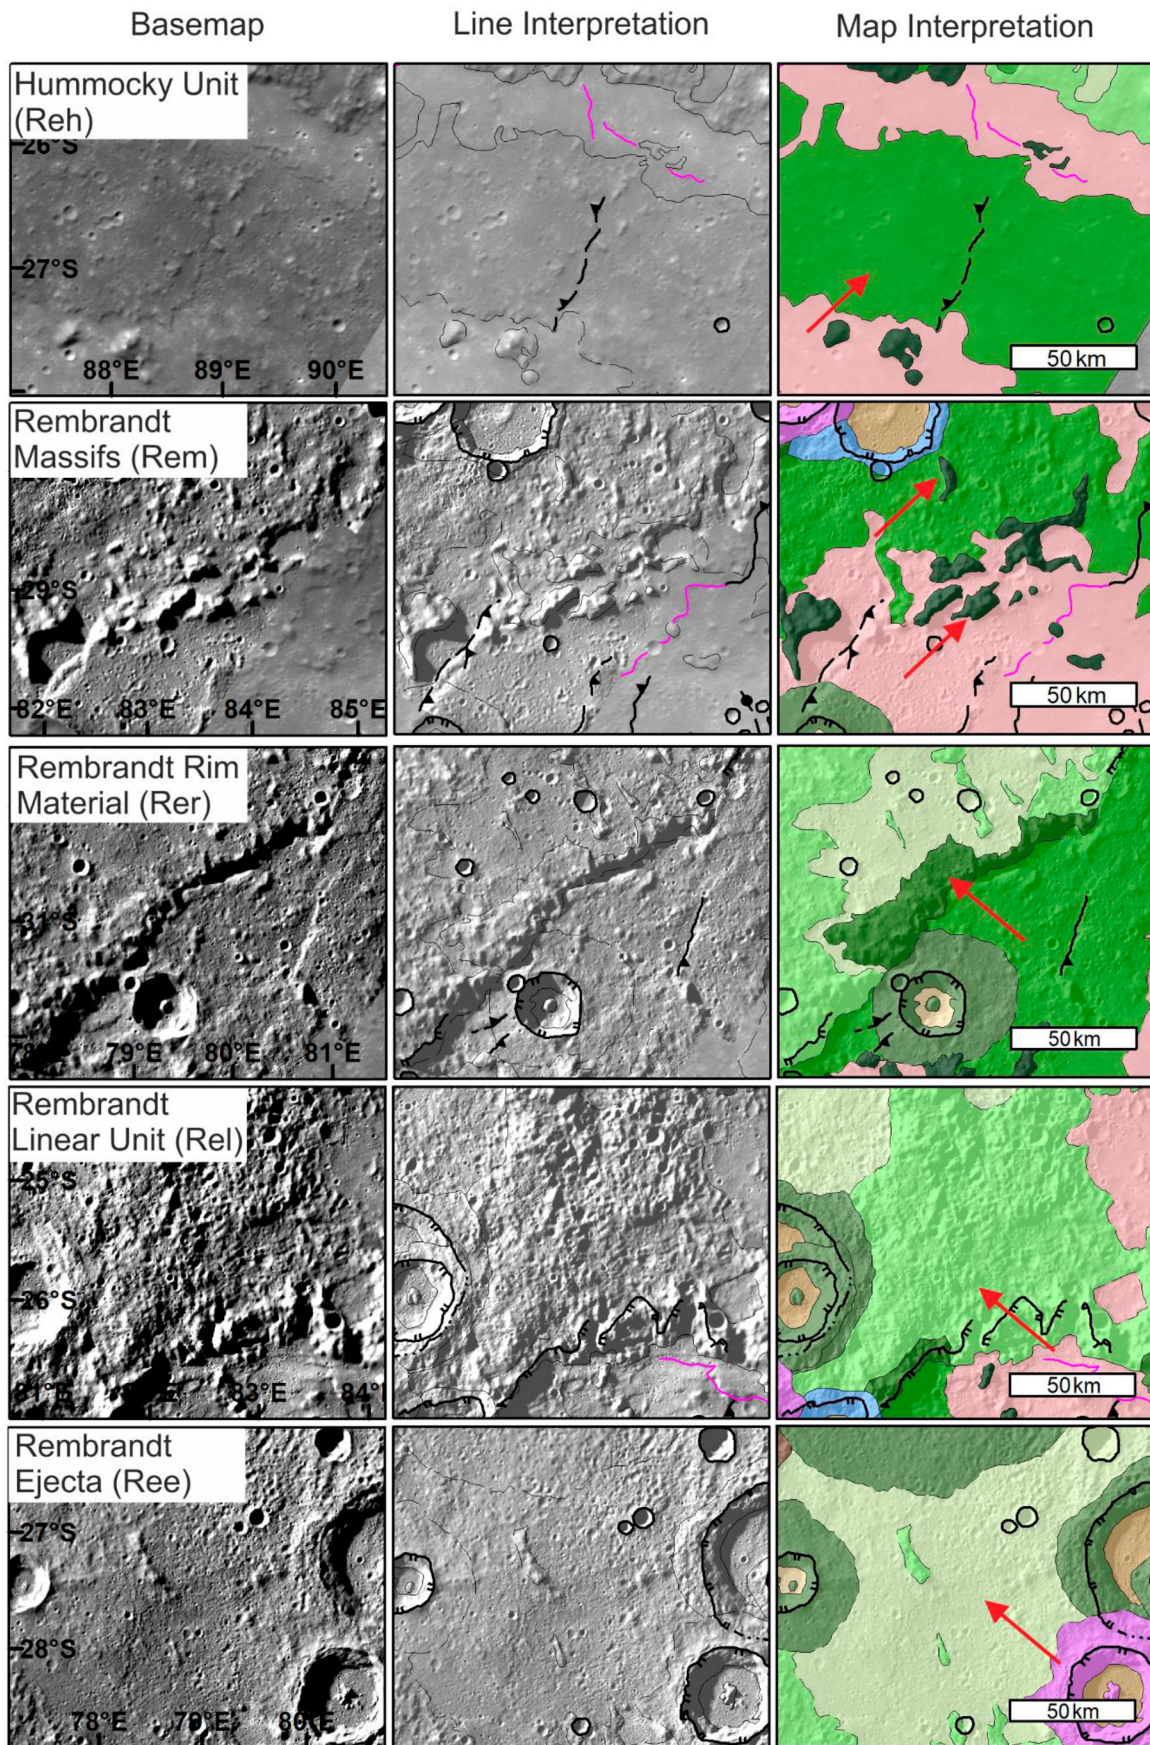 Basemap
Line Interpretation
Map Interpretation
Hummocky Unit
(Reh)
26°S
27°S
88°E 89°E 90°E
50 km
Rembrandt
Massifs (Rem)
29°S
82°E 83°E 84°E 85°E
50 km
Rembrandt Rim
Material (Rer)
31°S
79°E 80°E 81°E
50 km
Rembrandt
Linear Unit (Rel)
25°S
26°S
81°E 83°E 84
50 km
Rembrandt
Ejecta (Ree)
27°S
28°S
78°E 79°E 80°E
50 km